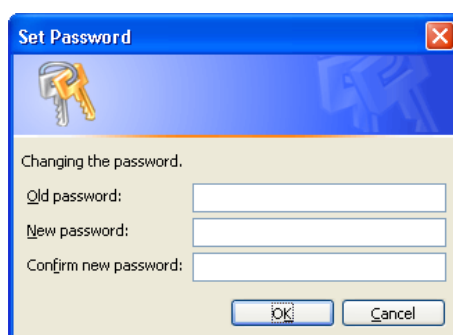 Set Password
Changing the password.
Old password:
New password:
Confirm new password:
OK
Cancel